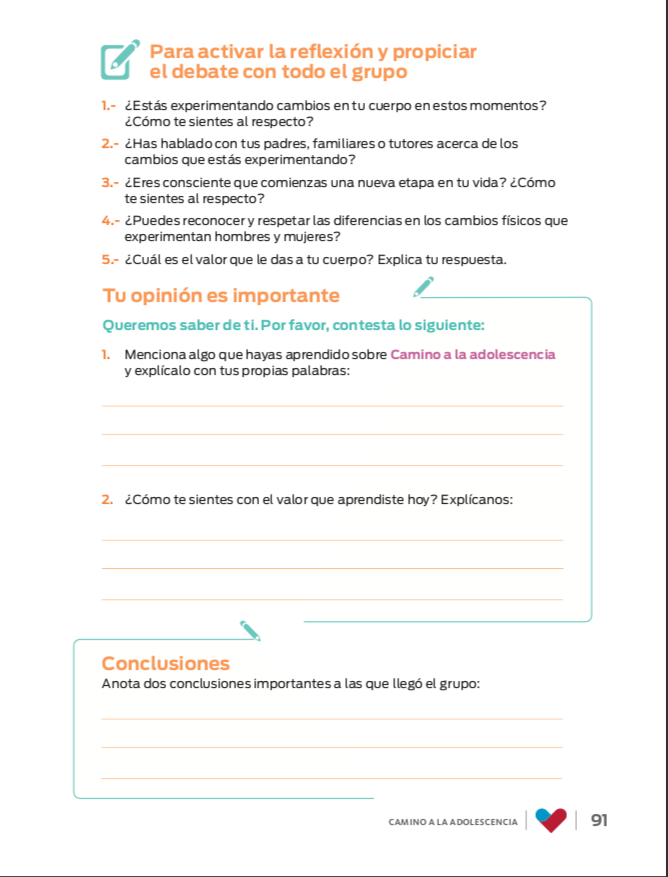 Para activar la reflexión y propiciar
el debate con todo el grupo
1.- ¿Estás experimentando cambios en tu cuerpo en estos momentos?
¿Cómo te sientes al respecto?
2.- ¿Has hablado con tus padres, familiares o tutores acerca de los
cambios que estás experimentando?
3.- ¿Eres consciente que comienzas una nueva etapa en tu vida? ¿Cómo
te sientes al respecto?
4.- ¿Puedes reconocer y respetar las diferencias en los cambios físicos que
experimentan hombres y mujeres?
5.- ¿Cuál es el valor que le das a tu cuerpo? Explica tu respuesta.
Tu opinión es importante
Queremos saber de ti. Por favor, contesta lo siguiente:
1. Menciona algo que hayas aprendido sobre Camino a la adolescencia
y explícalo con tus propias palabras:
2. ¿Cómo te sientes con el valor que aprendiste hoy? Explícanos:
Conclusiones
Anota dos conclusiones importantes a las que llegó el grupo:
CAMINO A LA ADOLESCENCIA 91